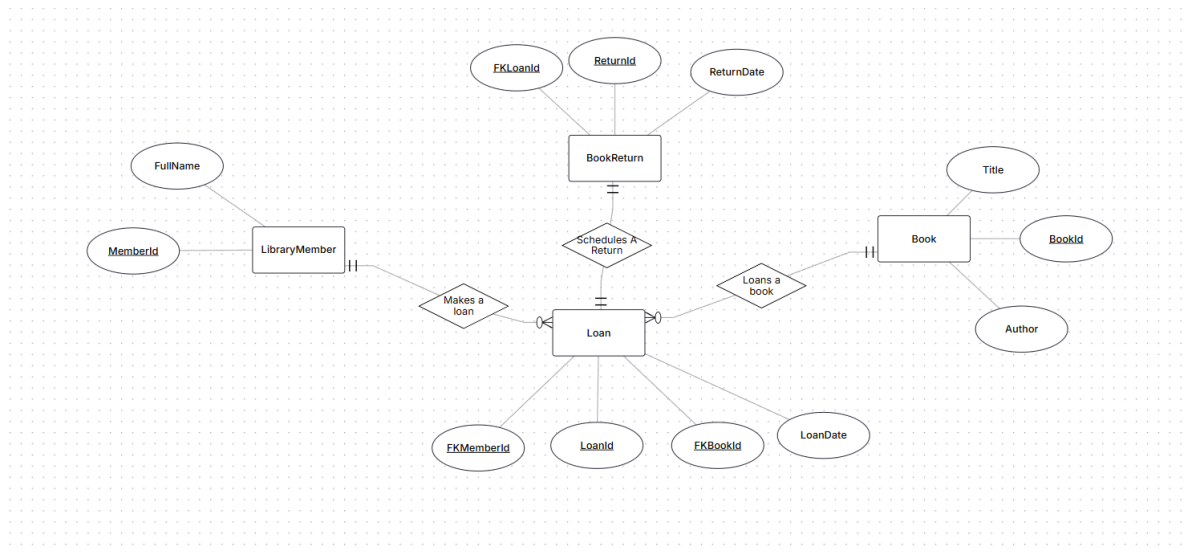 FKLoanId
ReturnId
ReturnDate
BookReturn
FullName
MemberId
LibraryMember
Schedules A
Return
Title
Book
BookId
Author
Loans a
book
Makes a
loan
Loan
FKMemberId
LoanId
FKBookId
LoanDate